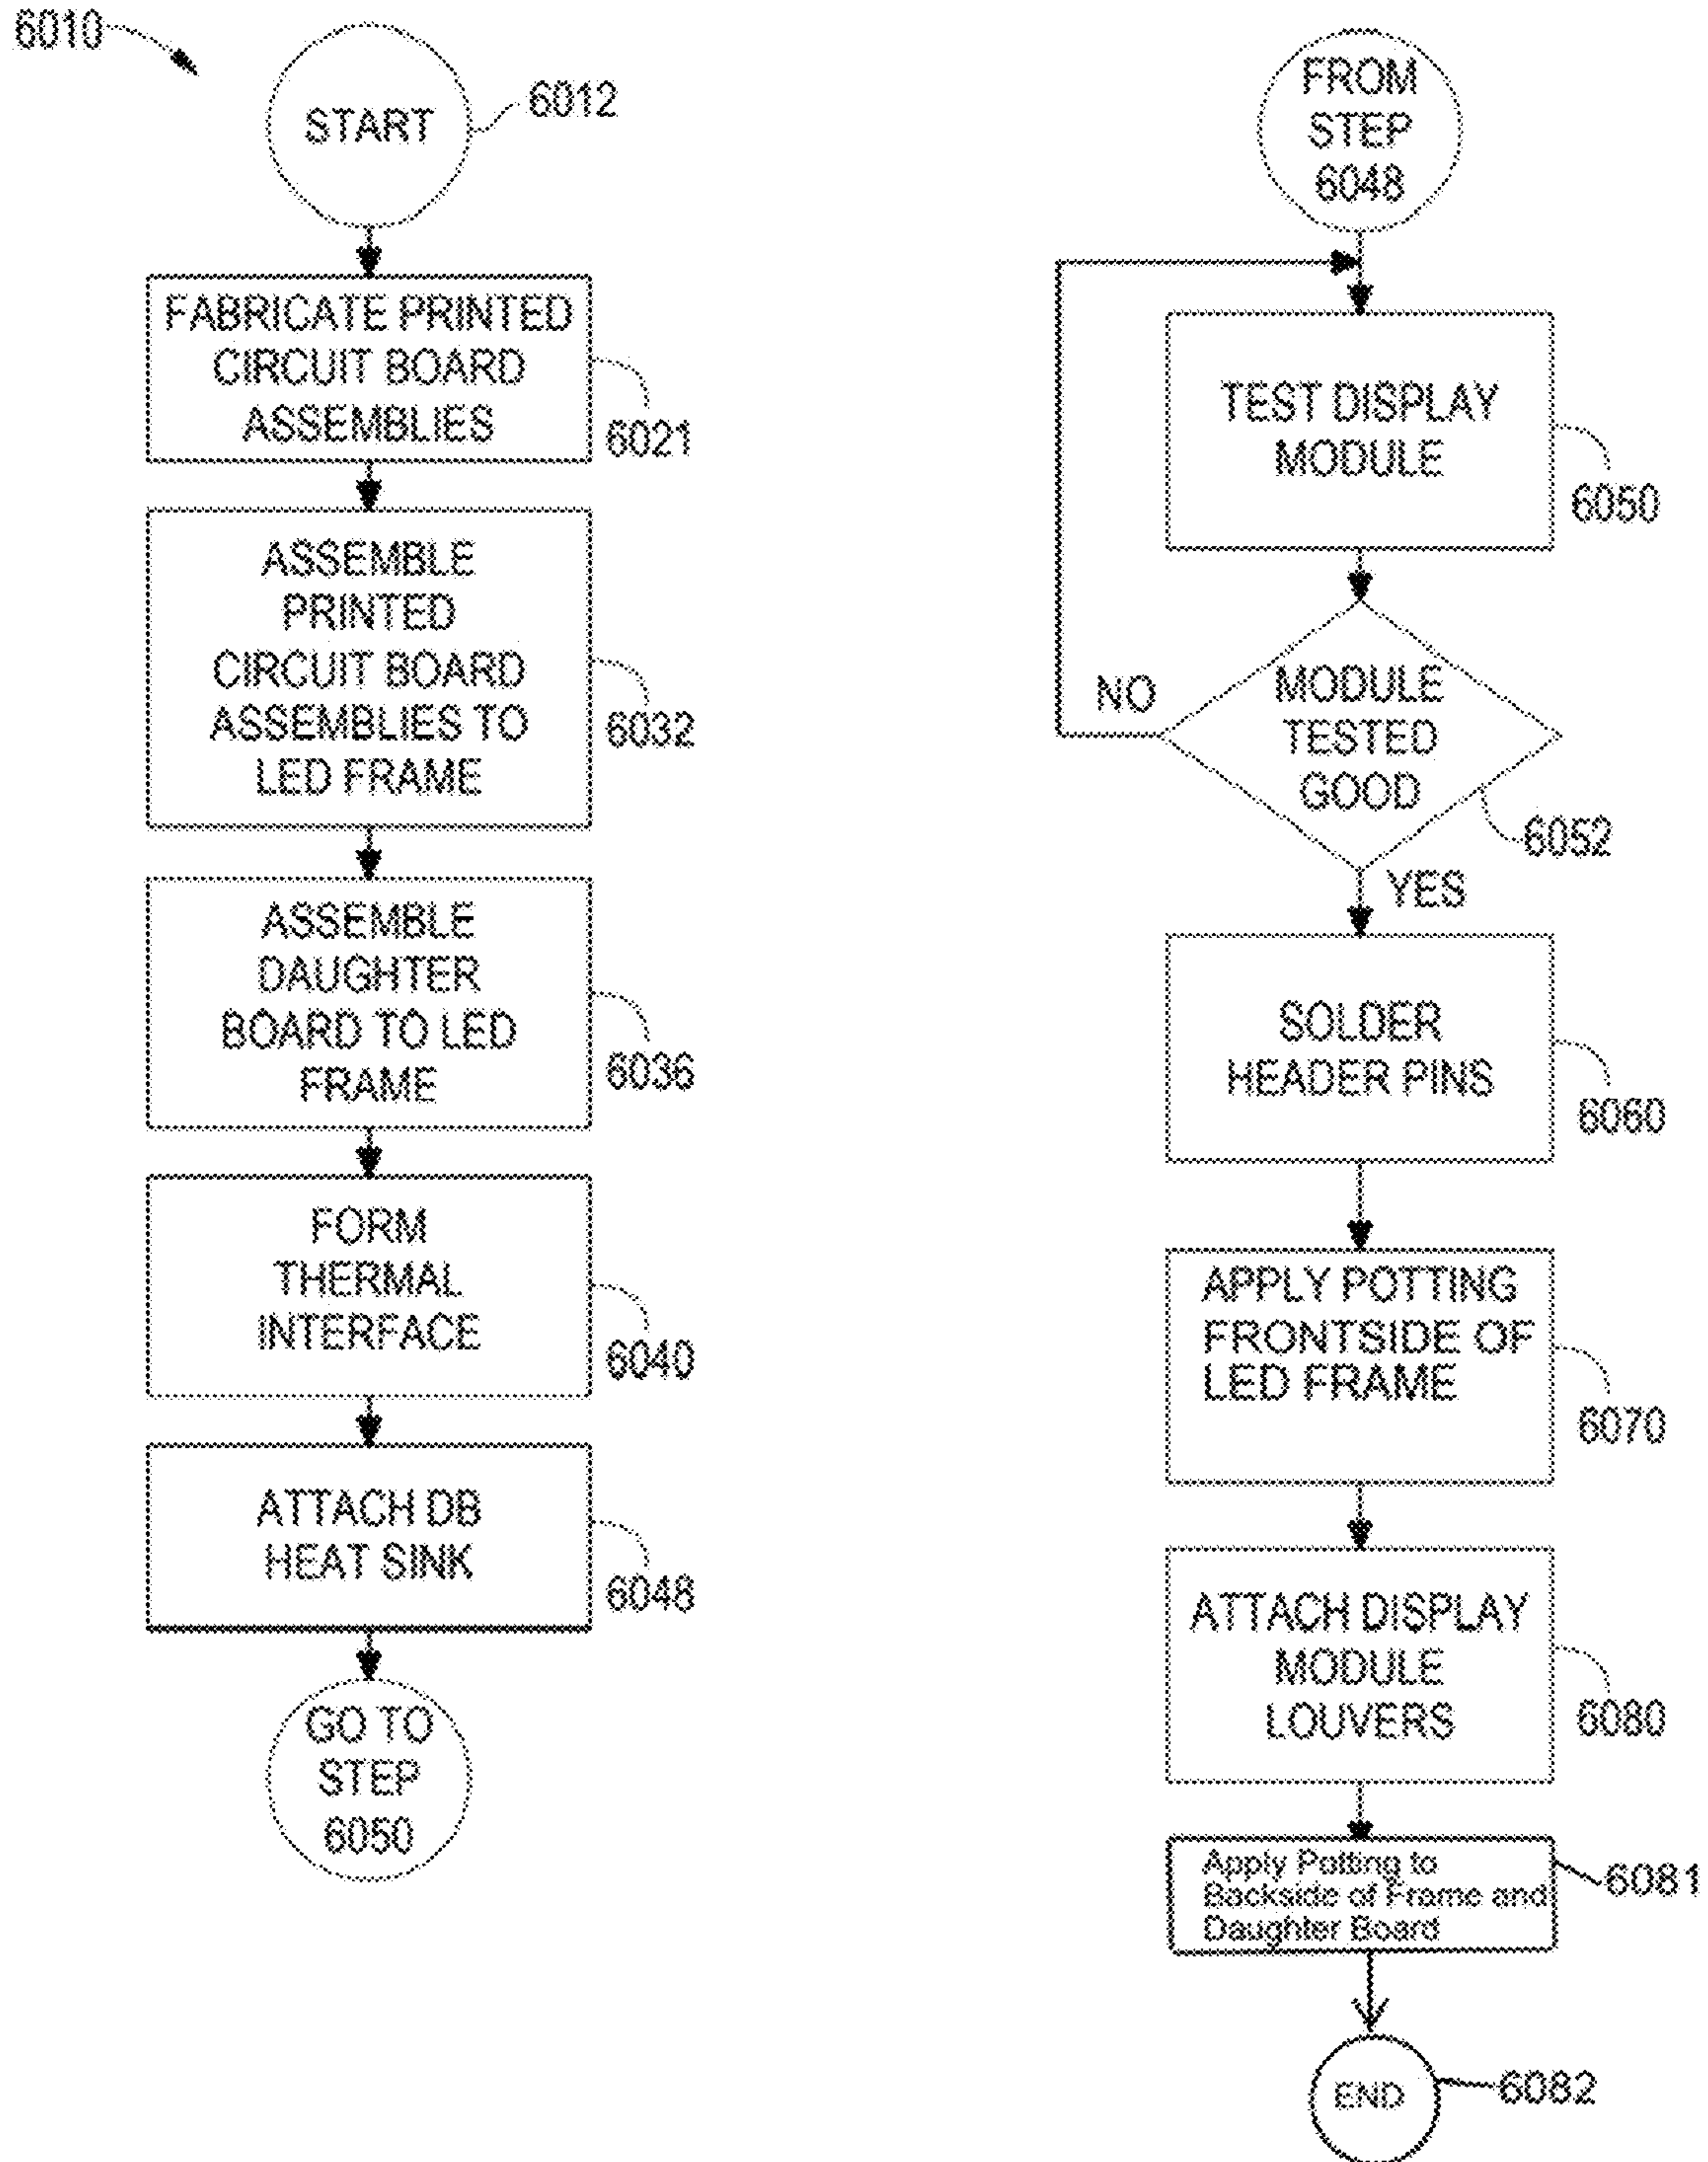 6010
START
6012
FABRICATE PRINTED
CIRCUIT BOARD
ASSEMBLIES
6021
ASSEMBLE
PRINTED
CIRCUIT BOARD
ASSEMBLIES TO
LED FRAME
6032
ASSEMBLE
DAUGHTER
BOARD TO LED
FRAME
6036
FORM
THERMAL
INTERFACE
6040
ATTACH DB
HEAT SINK
6048
GO TO
STEP
6050
FROM
STEP
6048
TEST DISPLAY
MODULE
6050
NO
MODULE
TESTED
GOOD
6052
YES
SOLDER
HEADER PINS
6060
APPLY POTTING
FRONTSIDE OF
LED FRAME
6070
ATTACH DISPLAY
MODULE
LOUVERS
6080
Apply Potting to
Backside of Frame and
Daughter Board
6081
END
6082